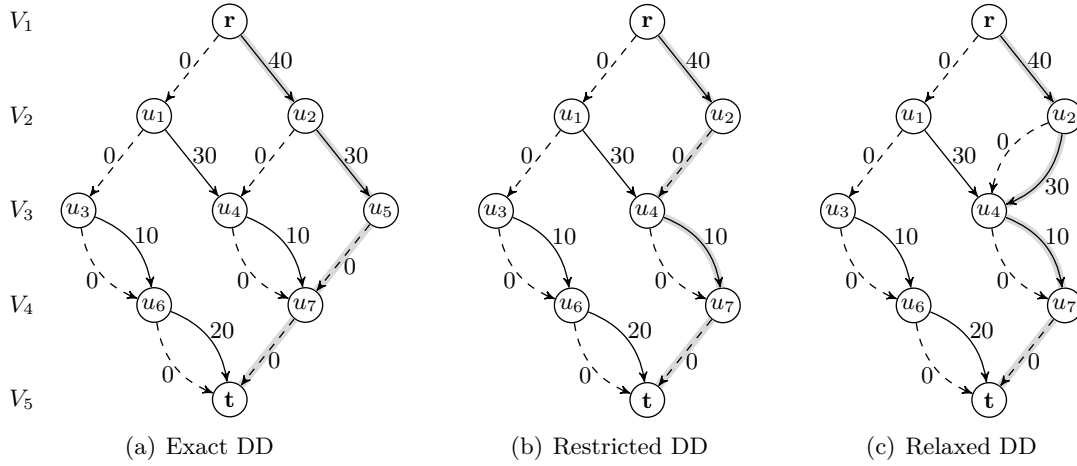 V1 r r r
0 40 0 40 0 40
V2 u1 u2 u1 u2 u1 u2
0 30 0 30 0 30 0 0 30 0 30
V3 u3 u4 u5 u3 u4 u3 u4
10 10 10 10 10 10
0 0 0 0 0 0 0
V4 u6 u7 u6 u7 u6 u7
20 20 20
0 0 0 0 0 0
V5 t t t
(a) Exact DD (b) Restricted DD (c) Relaxed DD